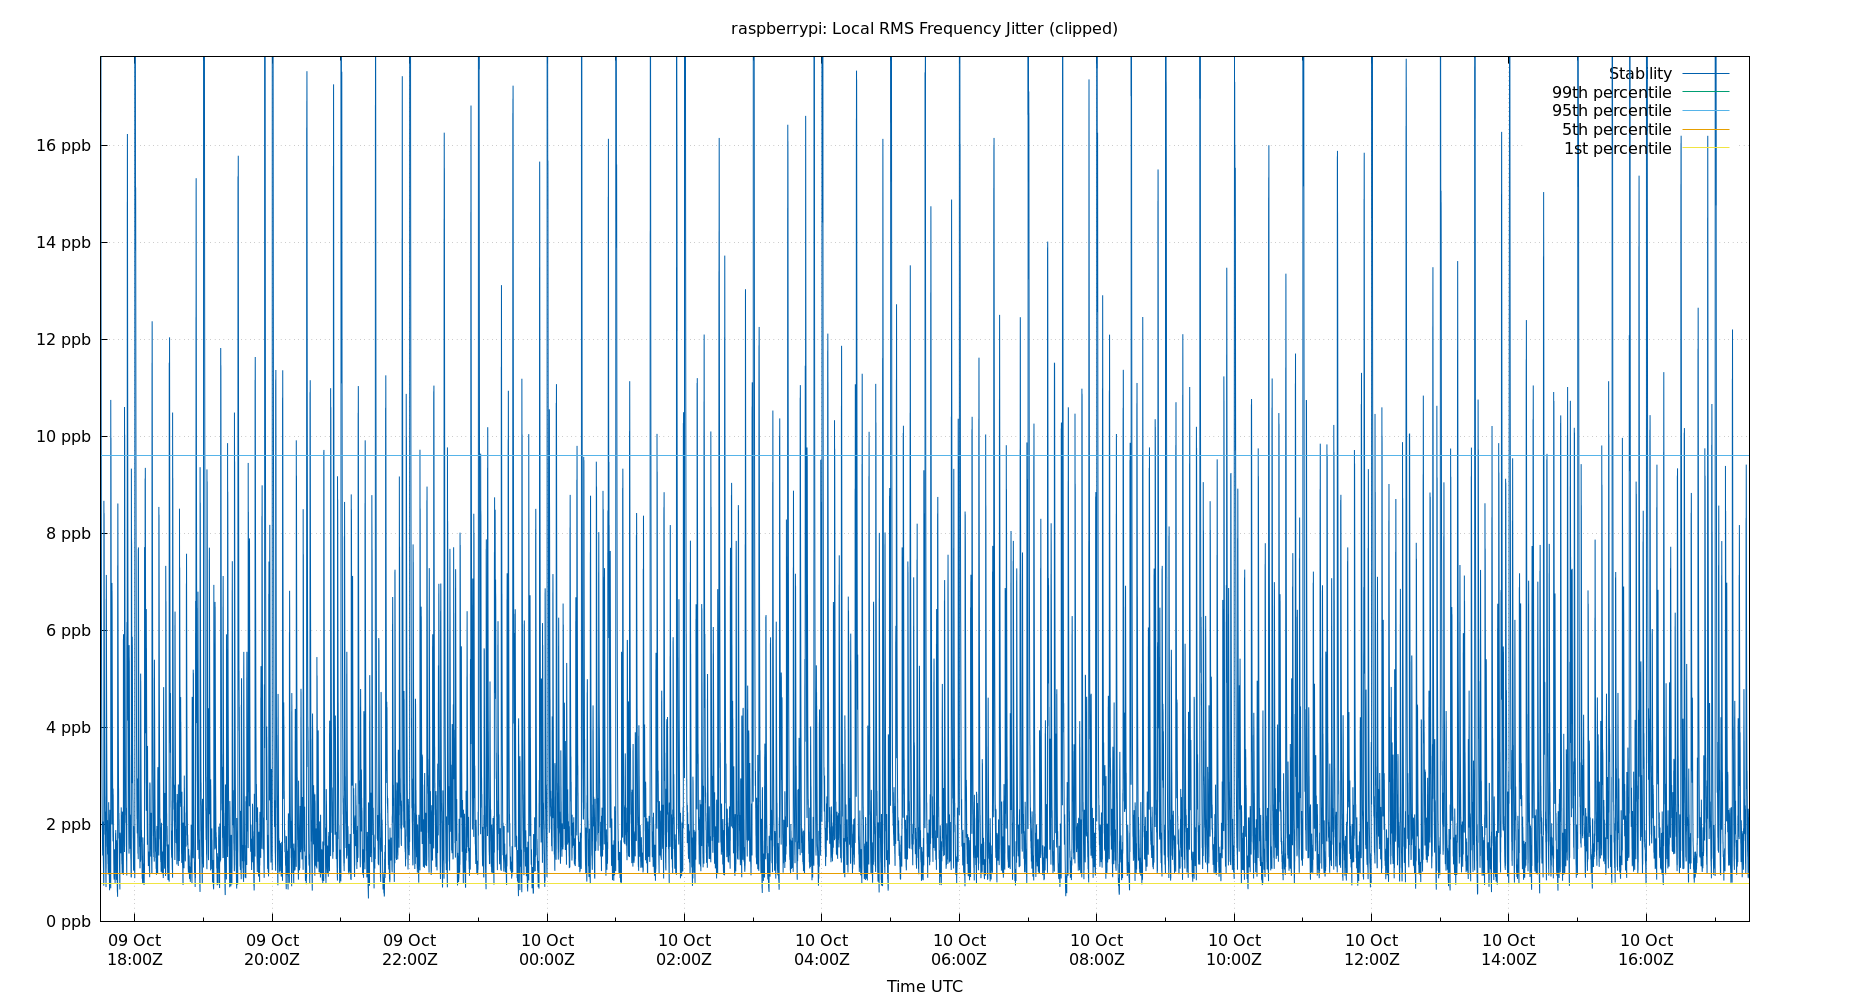 raspberrypi: Local RMS Frequency Jitter (clipped)
Stability
99th percentile
95th percentile
5th percentile
1st percentile
16 ppb
14 ppb
12 ppb
10 ppb
8 ppb
6 ppb
4 ppb
2 ppb
0 ppb
09 Oct 09 Oct 09 Oct 10 Oct 10 Oct 10 Oct 10 Oct 10 Oct 10 Oct 10 Oct 10 Oct 10 Oct
18:00Z 20:00Z 22:00Z 00:00Z 02:00Z 04:00Z 06:00Z 08:00Z 10:00Z 12:00Z 14:00Z 16:00Z
Time UTC